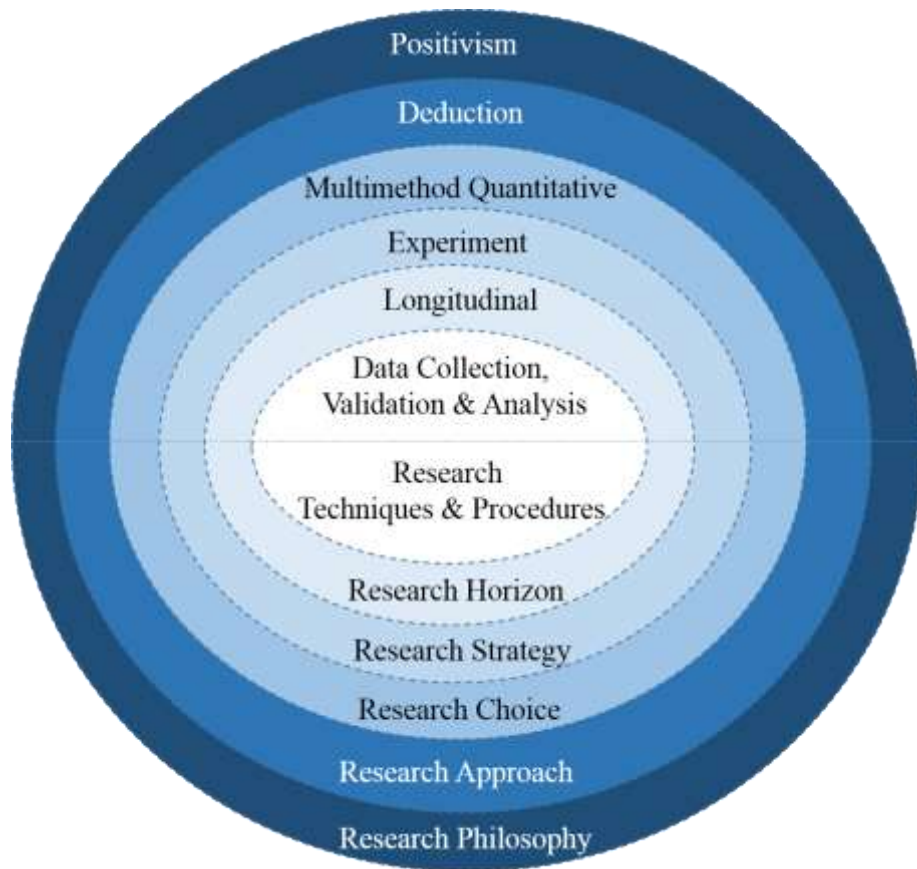 Positivism
Deduction
Multimethod Quantitative
Experiment
Longitudinal
Data Collection,
Validation & Analysis
Research
Techniques & Procedures
Research Horizon
Research Strategy
Research Choice
Research Approach
Research Philosophy